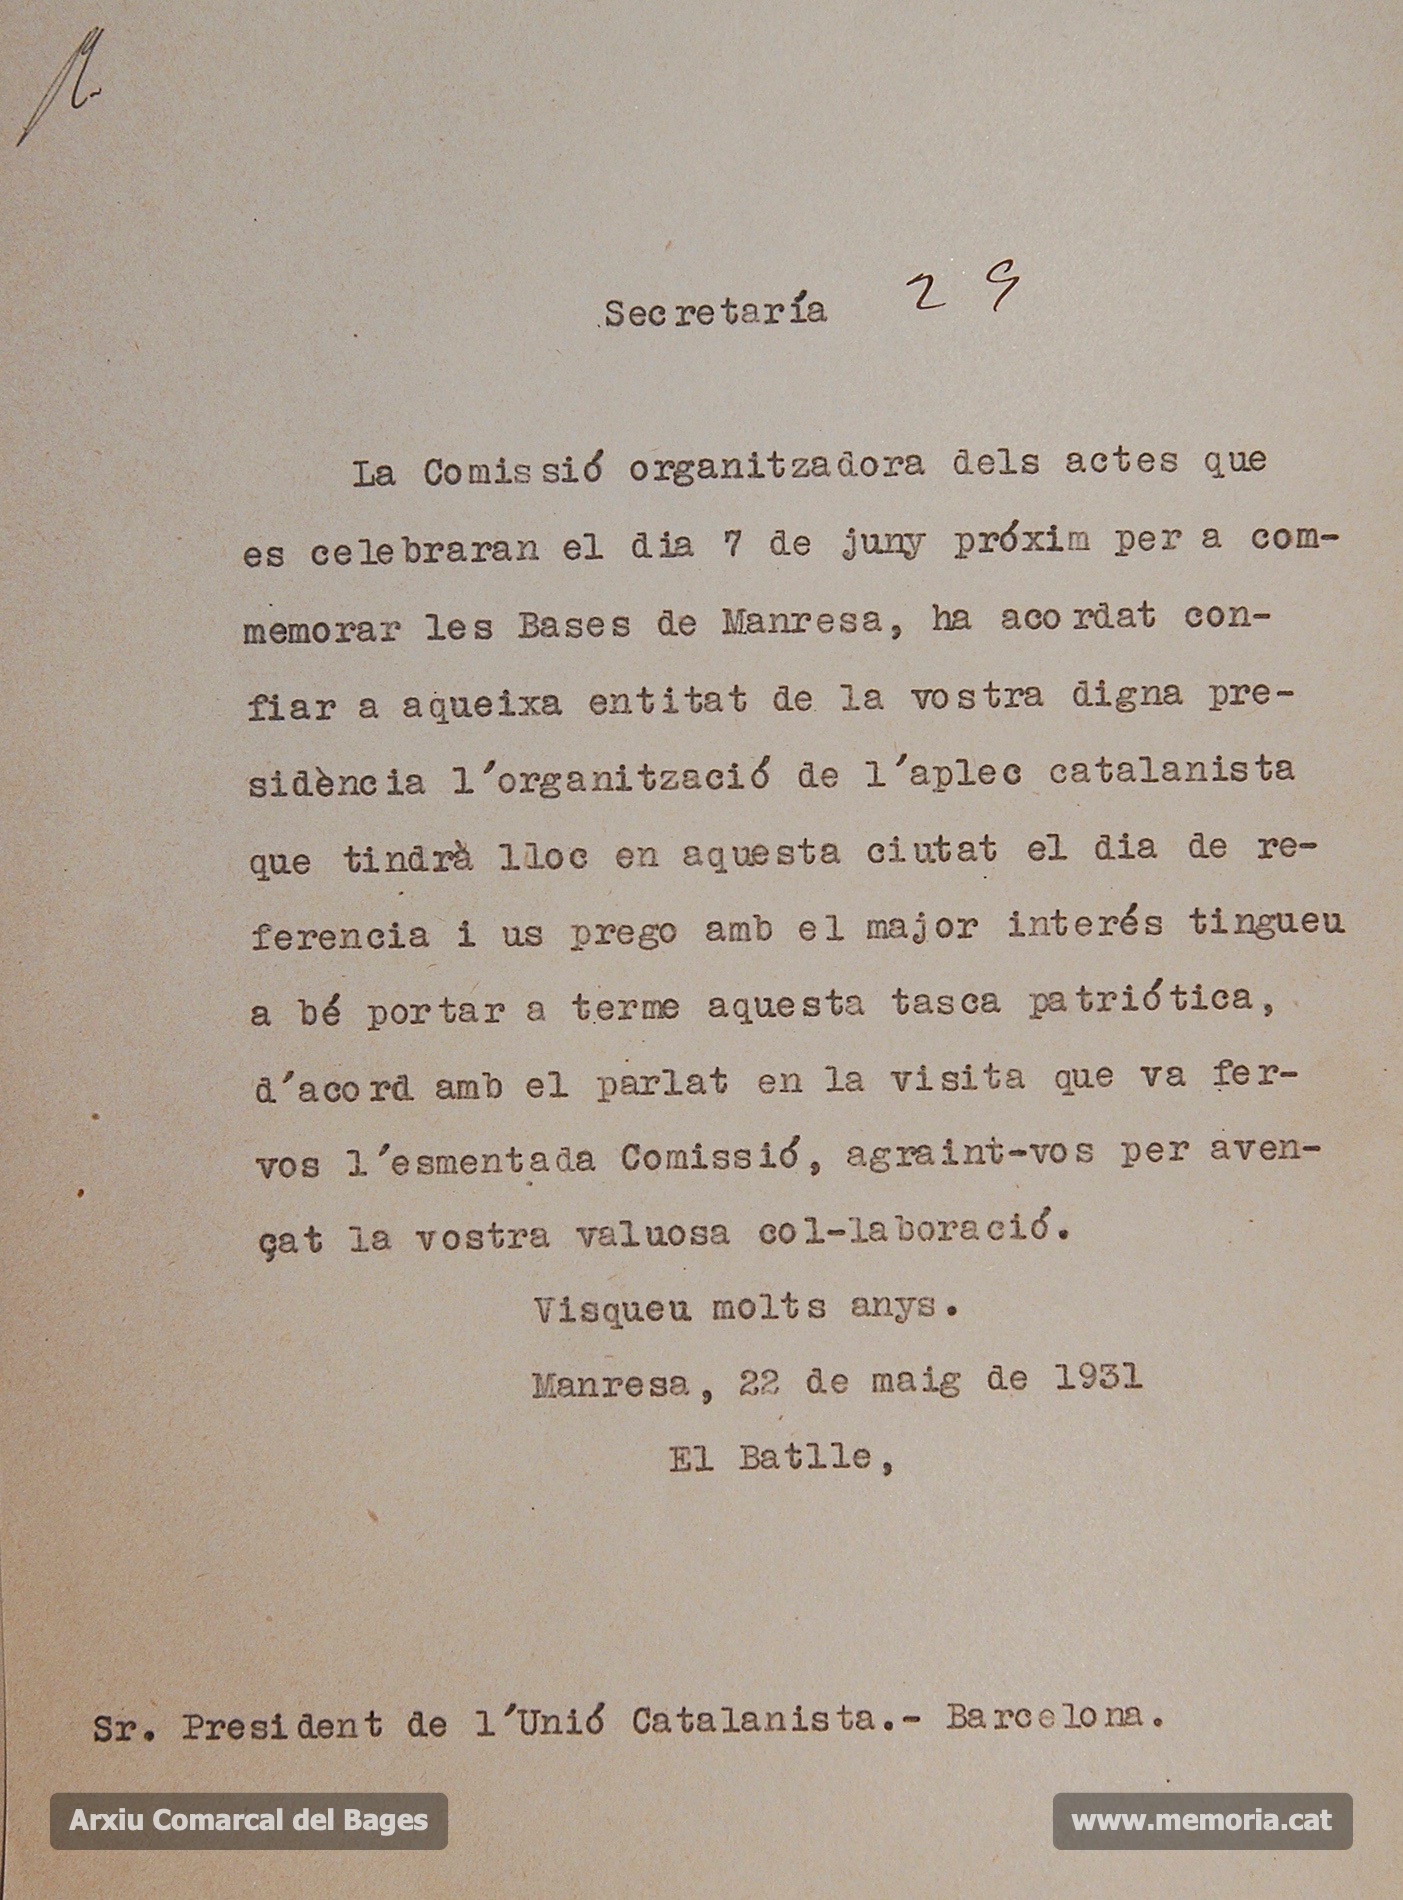 Secretaría 29
La Comissió organitzadora dels actes que
es celebraran el dia 7 de juny próxim per a com-
memorar les Bases de Manresa, ha acordat con-
fiar a aqueixa entitat de la vostra digna pre-
sidència l'organització de l'aplec catalanista
que tindrà lloc en aquesta ciutat el dia de re-
ferencia i us prego amb el major interés tingueu
a bé portar a terme aquesta tasca patriótica,
d'acord amb el parlat en la visita que va fer-
vos l'esmentada Comissió, agraint-vos per aven-
çat la vostra valuosa col-laboració.
Visqueu molts anys.
Manresa, 22 de maig de 1931
El Batlle,
Sr. President de l'Unió Catalanista.- Barcelona.
Arxiu Comarcal del Bages
www.memoria.cat